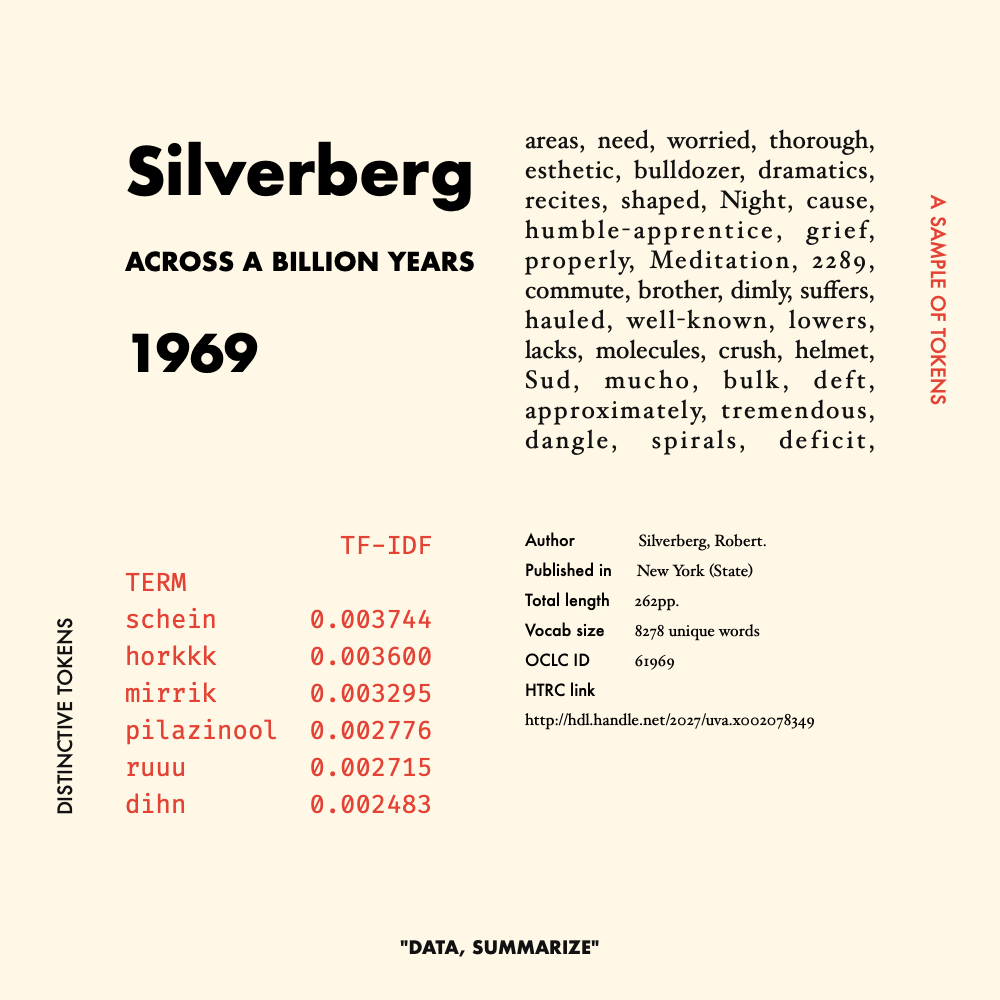 Silverberg
ACROSS A BILLION YEARS
1969
areas, need, worried, thorough,
esthetic, bulldozer, dramatics,
recites, shaped, Night, cause,
humble-apprentice, grief,
properly, Meditation, 2289,
commute, brother, dimly, suffers,
hauled, well-known, lowers,
lacks, molecules, crush, helmet,
Sud, mucho, bulk, deft,
approximately, tremendous,
dangle, spirals, deficit,
A SAMPLE OF TOKENS
DISTINCTIVE TOKENS
TF-IDF
TERM
schein 0.003744
horkkk 0.003600
mirrik 0.003295
pilazinool 0.002776
ruuu 0.002715
dihn 0.002483
Author Silverberg, Robert.
Published in New York (State)
Total length 262pp.
Vocab size 8278 unique words
OCLC ID 61969
HTRC link
http://hdl.handle.net/2027/uva.x002078349
"DATA, SUMMARIZE"